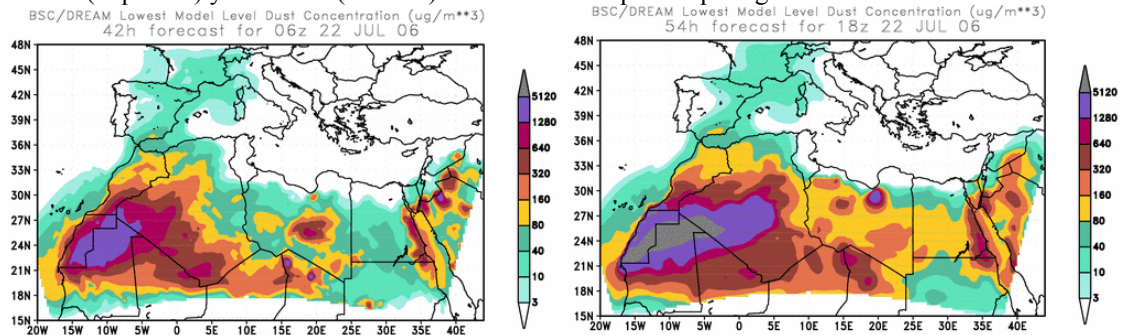 BSC/DREAM Lowest Model Level Dust Concentration (ug/m**3)
42h forecast for 06z 22 JUL 06
48N
45N
42N
39N
36N
33N
30N
27N
24N
21N
18N
15N
20W 15W 10W 5W 0 5E 10E 15E 20E 25E 30E 35E 40E
5120
1280
640
320
160
80
40
10
3
BSC/DREAM Lowest Model Level Dust Concentration (ug/m**3)
54h forecast for 18z 22 JUL 06
48N
45N
42N
39N
36N
33N
30N
27N
24N
21N
18N
15N
20W 15W 10W 5W 0 5E 10E 15E 20E 25E 30E 35E 40E
5120
1280
640
320
160
80
40
10
3